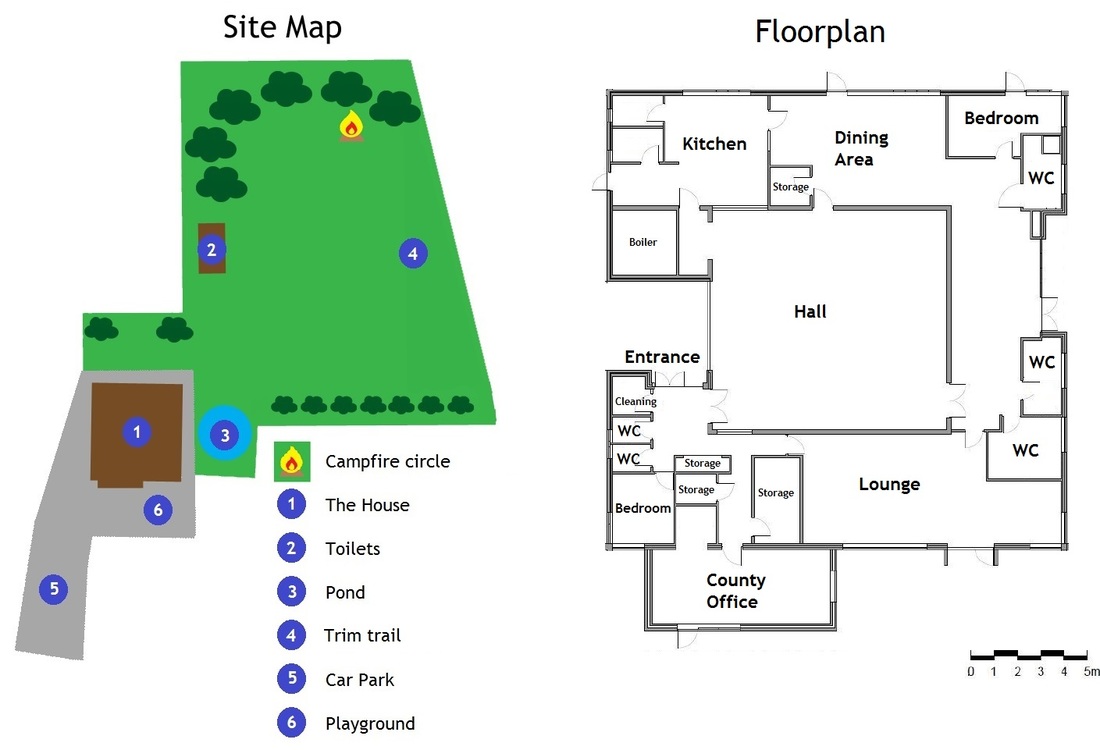 Site Map
2
4
1
3
6
5
Campfire circle
1 The House
2 Toilets
3 Pond
4 Trim trail
5 Car Park
6 Playground
Floorplan
Kitchen
Dining
Area
Bedroom
Storage
WC
Boiler
Hall
Entrance
WC
Cleaning
WC
WC
Storage
Storage
Storage
Bedroom
Lounge
WC
County
Office
0 1 2 3 4 5m